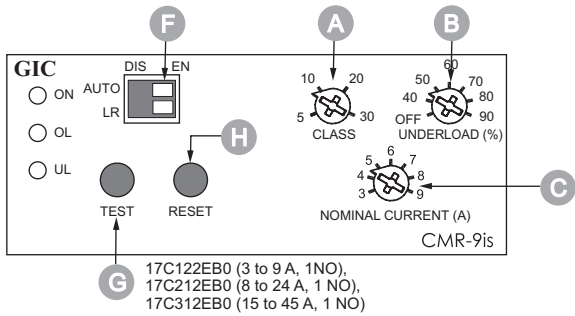 F
A
B
GIC
DIS EN
AUTO
LR
ON
OL
UL
5 10 20 30
CLASS
OFF 40 50 60 70 80 90
UNDERLOAD (%)
H
3 4 5 6 7 8 9
C
NOMINAL CURRENT (A)
TEST
RESET
CMR-9is
G
17C122EB0 (3 to 9 A, 1NO),
17C212EB0 (8 to 24 A, 1 NO),
17C312EB0 (15 to 45 A, 1 NO)